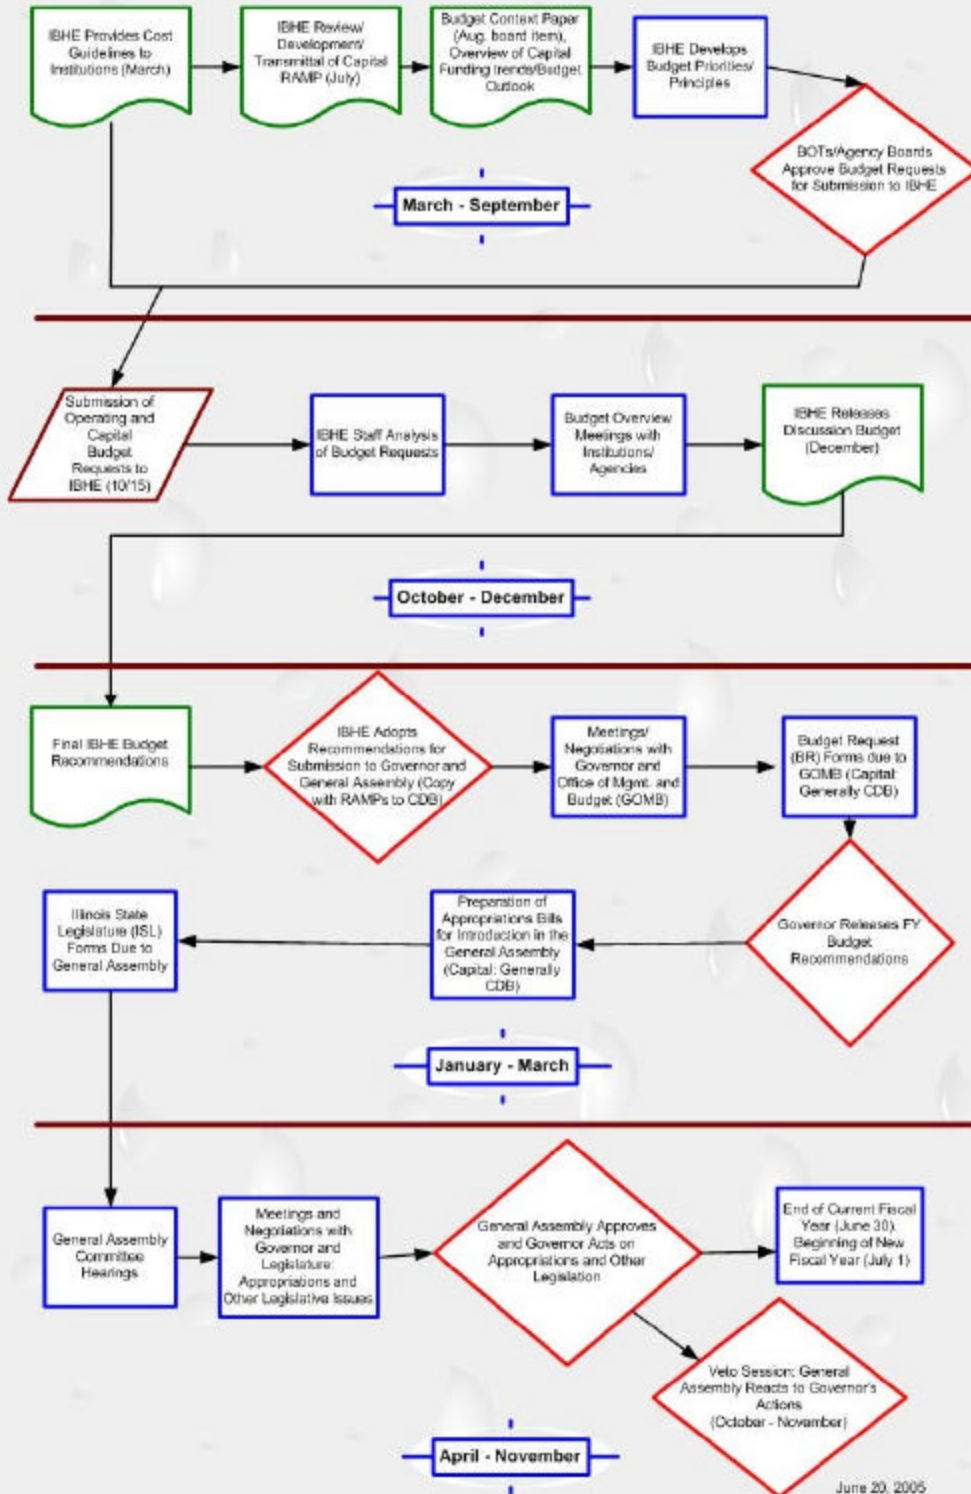 IBHE Provides Cost
Guidelines to
Institutions (March)
IBHE Review/
Development/
Transmittal of Capital
RAMP (July)
Budget Context Paper
(Aug. board item),
Overview of Capital
Funding trends/Budget
Outlook
IBHE Develops
Budget Priorities/
Principles
BOTs/Agency Boards
Approve Budget Requests
for Submission to IBHE
March - September
Submission of
Operating and
Capital
Budget
Requests to
IBHE (10/15)
IBHE Staff Analysis
of Budget Requests
Budget Overview
Meetings with
Institutions/
Agencies
IBHE Releases
Discussion Budget
(December)
October - December
Final IBHE Budget
Recommendations
IBHE Adopts
Recommendations for
Submission to Governor and
General Assembly (Copy
with RAMPs to CDB)
Meetings/
Negotiations with
Governor and
Office of Mgmt. and
Budget (GOMB)
Budget Request
(BR) Forms due to
GOMB (Capital:
Generally CDB)
Governor Releases FY
Budget
Recommendations
Preparation of
Appropriations Bills
for Introduction in the
General Assembly
(Capital: Generally
CDB)
Illinois State
Legislature (ISL)
Forms Due to
General Assembly
January - March
General Assembly
Committee
Hearings
Meetings and
Negotiations with
Governor and
Legislature:
Appropriations and
Other Legislative Issues
General Assembly Approves
and Governor Acts on
Appropriations and Other
Legislation
End of Current Fiscal
Year (June 30),
Beginning of New
Fiscal Year (July 1)
Veto Session: General
Assembly Reacts to Governor's
Actions
(October - November)
April - November
June 20, 2005